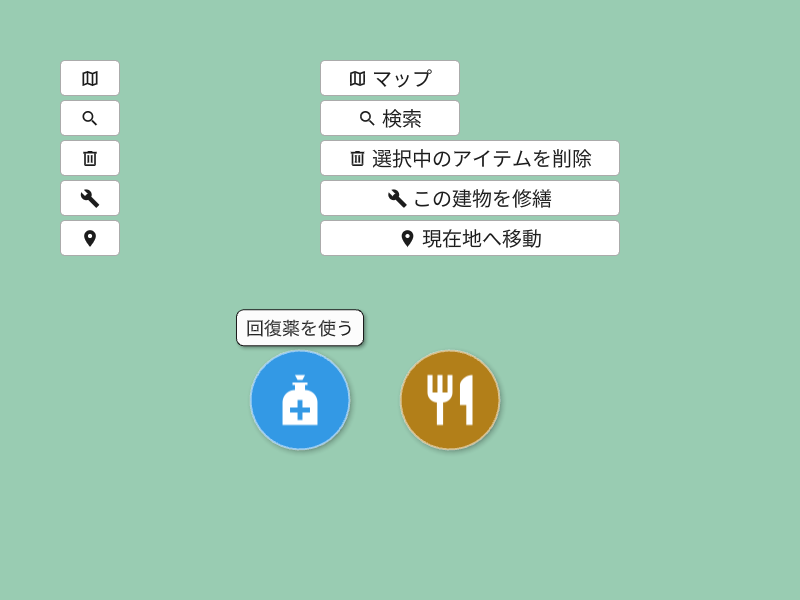 マップ
検索
選択中のアイテムを削除
この建物を修繕
現在地へ移動
回復薬を使う